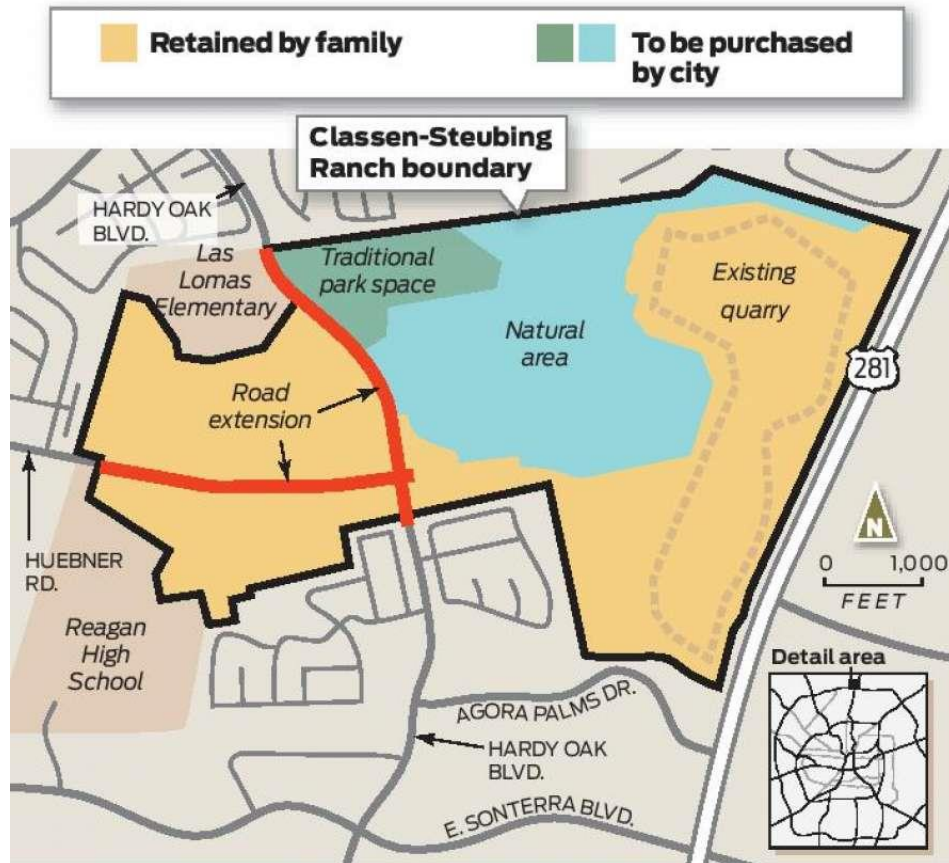 Retained by family
To be purchased
by city
Classen-Steubing
Ranch boundary
HARDY OAK
BLVD.
Las
Lomas
Elementary
Traditional
park space
Existing
quarry
Natural
area
281
Road
extension
N
0 1,000
FEET
HUEBNER
RD.
Reagan
High
School
Detail area
AGORA PALMS DR.
HARDY OAK
BLVD.
E. SONTERRA BLVD.